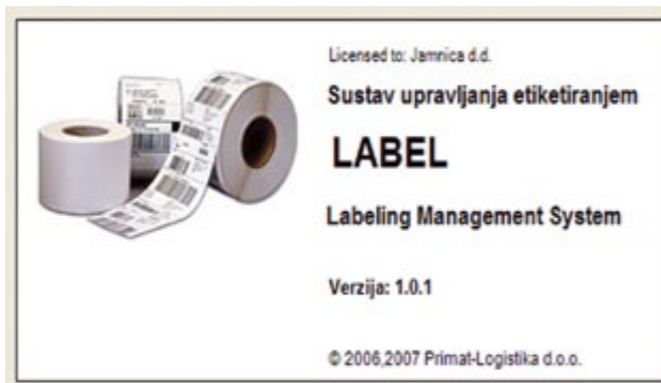 Licensed to: Jamnica d.d.
Sustav upravljanja etiketiranjem
LABEL
Labeling Management System
Verzija: 1.0.1
© 2006,2007 Primat-Logistika d.o.o.